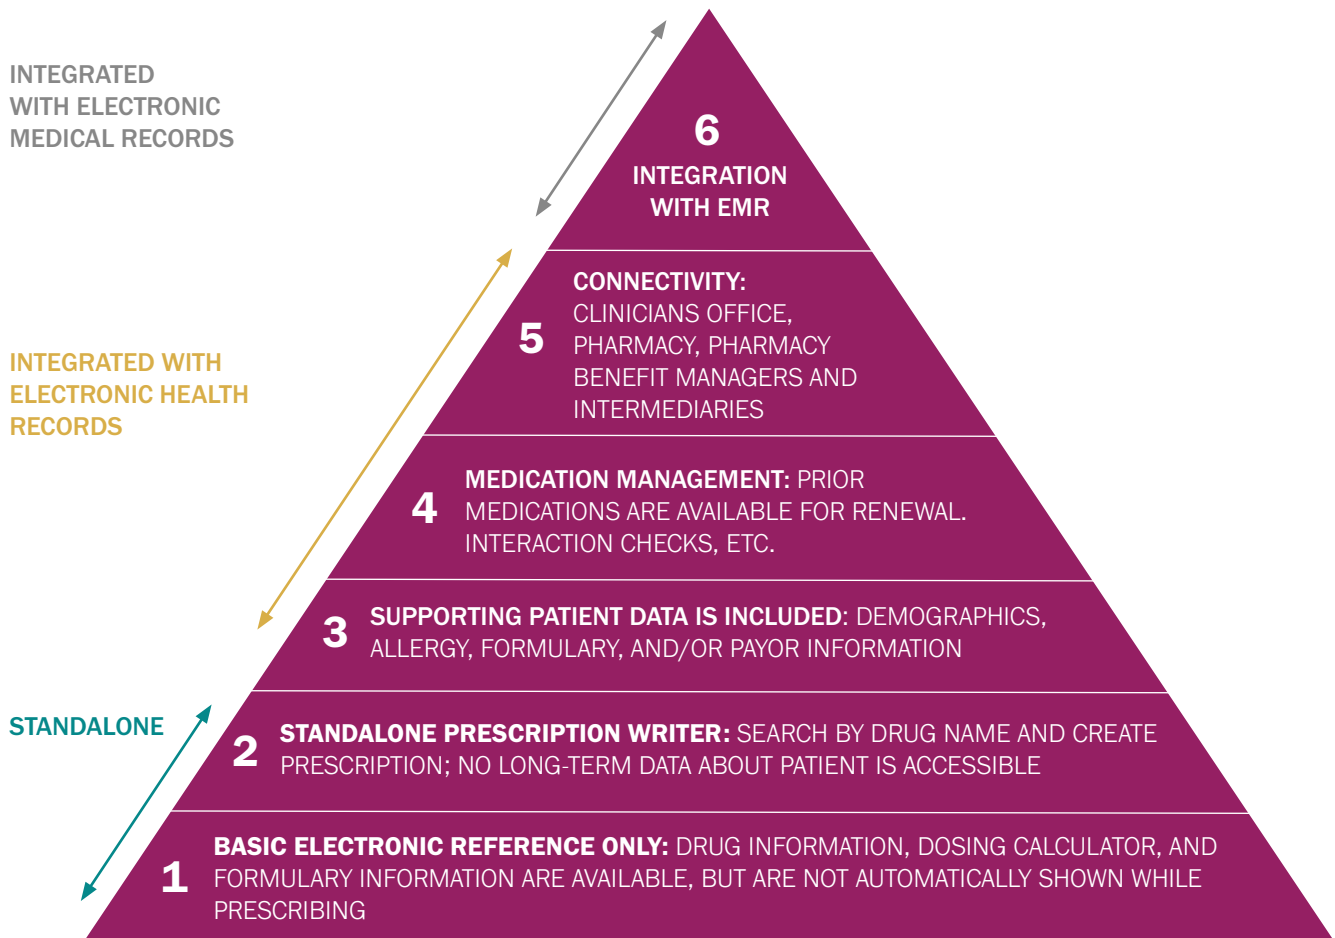 INTEGRATED
WITH ELECTRONIC
MEDICAL RECORDS
6
INTEGRATION
WITH EMR
INTEGRATED WITH
ELECTRONIC HEALTH
RECORDS
5
CONNECTIVITY:
CLINICIANS OFFICE,
PHARMACY, PHARMACY
BENEFIT MANAGERS AND
INTERMEDIARIES
4
MEDICATION MANAGEMENT: PRIOR
MEDICATIONS ARE AVAILABLE FOR RENEWAL.
INTERACTION CHECKS, ETC.
3
SUPPORTING PATIENT DATA IS INCLUDED: DEMOGRAPHICS,
ALLERGY, FORMULARY, AND/OR PAYOR INFORMATION
STANDALONE
2
STANDALONE PRESCRIPTION WRITER: SEARCH BY DRUG NAME AND CREATE
PRESCRIPTION; NO LONG-TERM DATA ABOUT PATIENT IS ACCESSIBLE
1
BASIC ELECTRONIC REFERENCE ONLY: DRUG INFORMATION, DOSING CALCULATOR, AND
FORMULARY INFORMATION ARE AVAILABLE, BUT ARE NOT AUTOMATICALLY SHOWN WHILE
PRESCRIBING